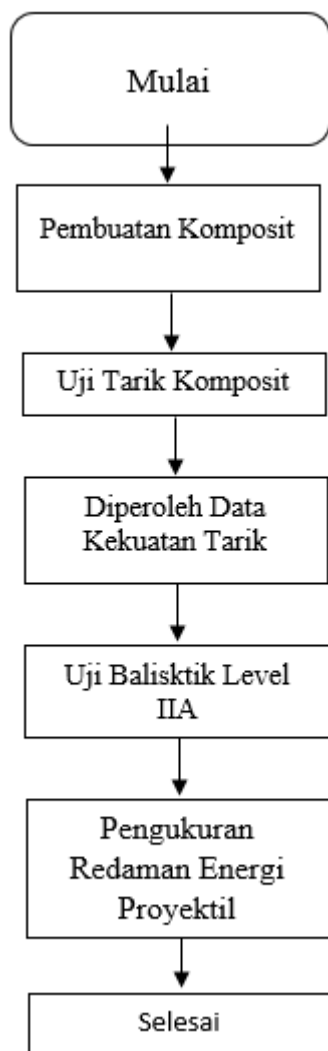 Mulai
Pembuatan Komposit
Uji Tarik Komposit
Diperoleh Data
Kekuatan Tarik
Uji Balisktik Level
IIA
Pengukuran
Redaman Energi
Proyektil
Selesai